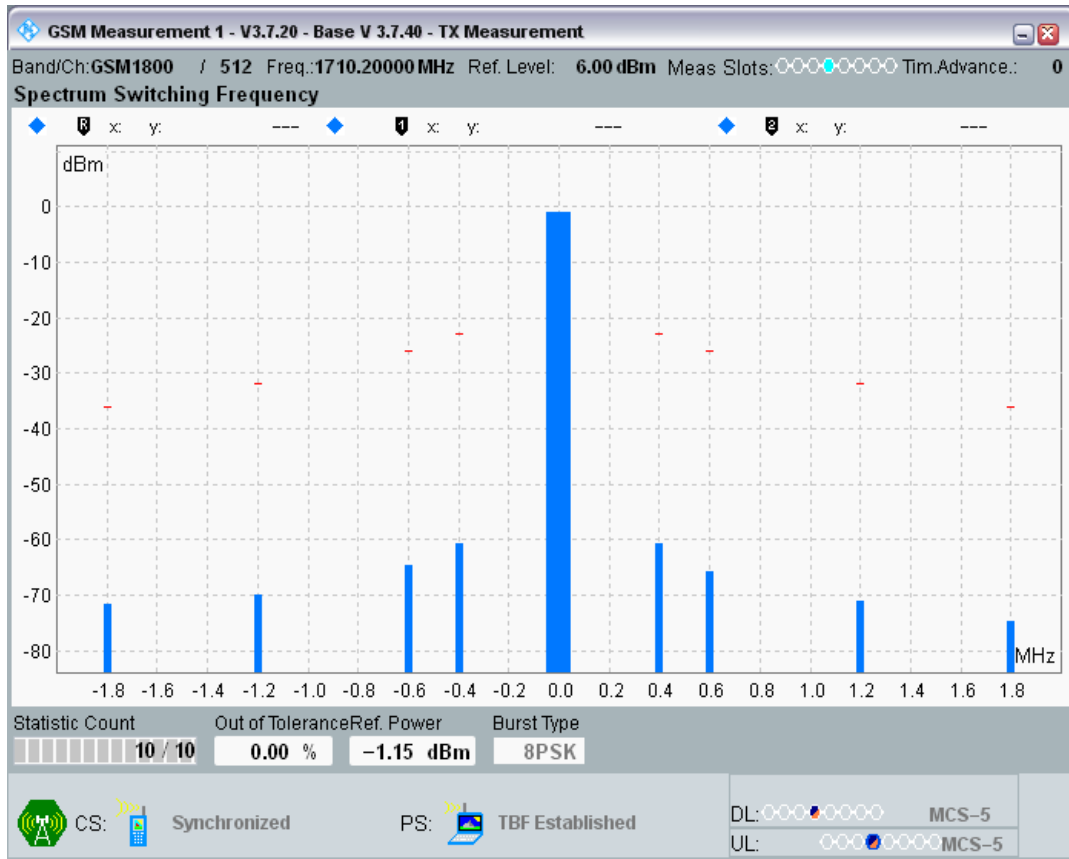 GSM Measurement 1 - V3.7.20 - Base V 3.7.40 - TX Measurement
Band/Ch:GSM1800 / 512 Freq.:1710.20000 MHz Ref. Level: 6.00 dBm Meas Slots: Tim.Advance.: 0
Spectrum Switching Frequency
R x: y: --- 1 x: y: --- 2 x: y: ---
dBm
0
-10
-20
-30
-40
-50
-60
-70
-80
MHz
-1.8 -1.6 -1.4 -1.2 -1.0 -0.8 -0.6 -0.4 -0.2 0.0 0.2 0.4 0.6 0.8 1.0 1.2 1.4 1.6 1.8
Statistic Count Out of Tolerance Ref. Power Burst Type
10 / 10 0.00 % −1.15 dBm 8PSK
CS: Synchronized PS: TBF Established DL: MCS−5
UL: MCS−5